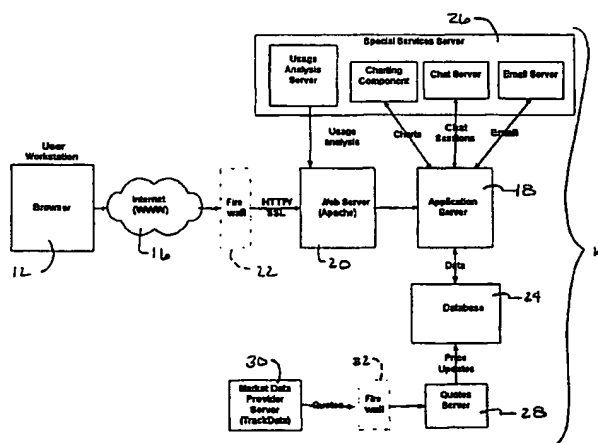 26
Special Services Server
Usage
Analysis
Server
Charting
Component
Chat Server
Email Server
Usage
analysis
Charts
Chat
Sessions
Email
User
Workstation
Browser
12
Internet
(WWW)
16
Fire
wall
22
HTTP/
SSL
Web Server
(Apache)
20
Application
Server
18
Data
Database
24
Price
Updates
30
Market Data
Provider
Server
(TrackData)
Quotes
32
Fire
wall
Quotes
Server
28